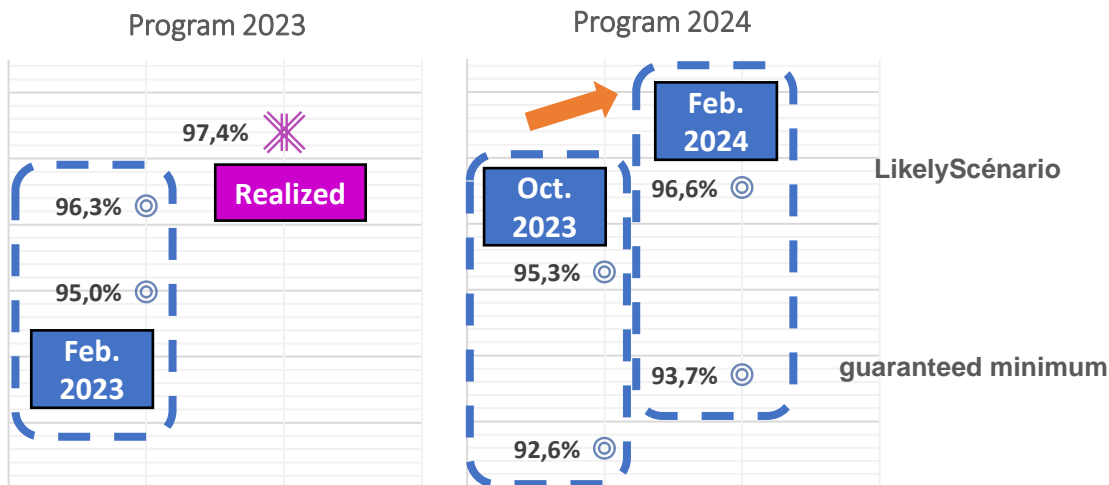 Program 2023
Program 2024
97,4%
Realized
96,3%
95,0%
Feb.
2023
Feb.
2024
Oct.
2023
96,6%
95,3%
93,7%
92,6%
LikelyScénario
guaranteed minimum